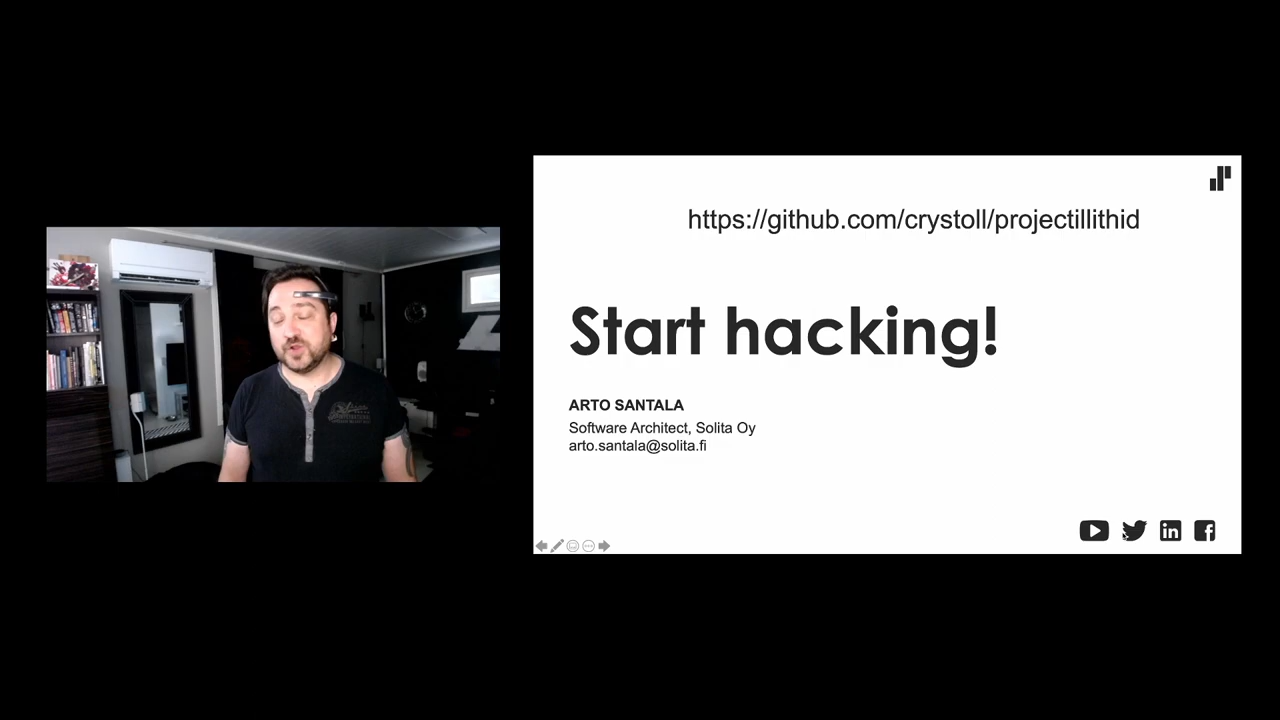 https://github.com/crystoll/projectillithid
Start hacking!
ARTO SANTALA
Software Architect, Solita Oy
arto.santala@solita.fi